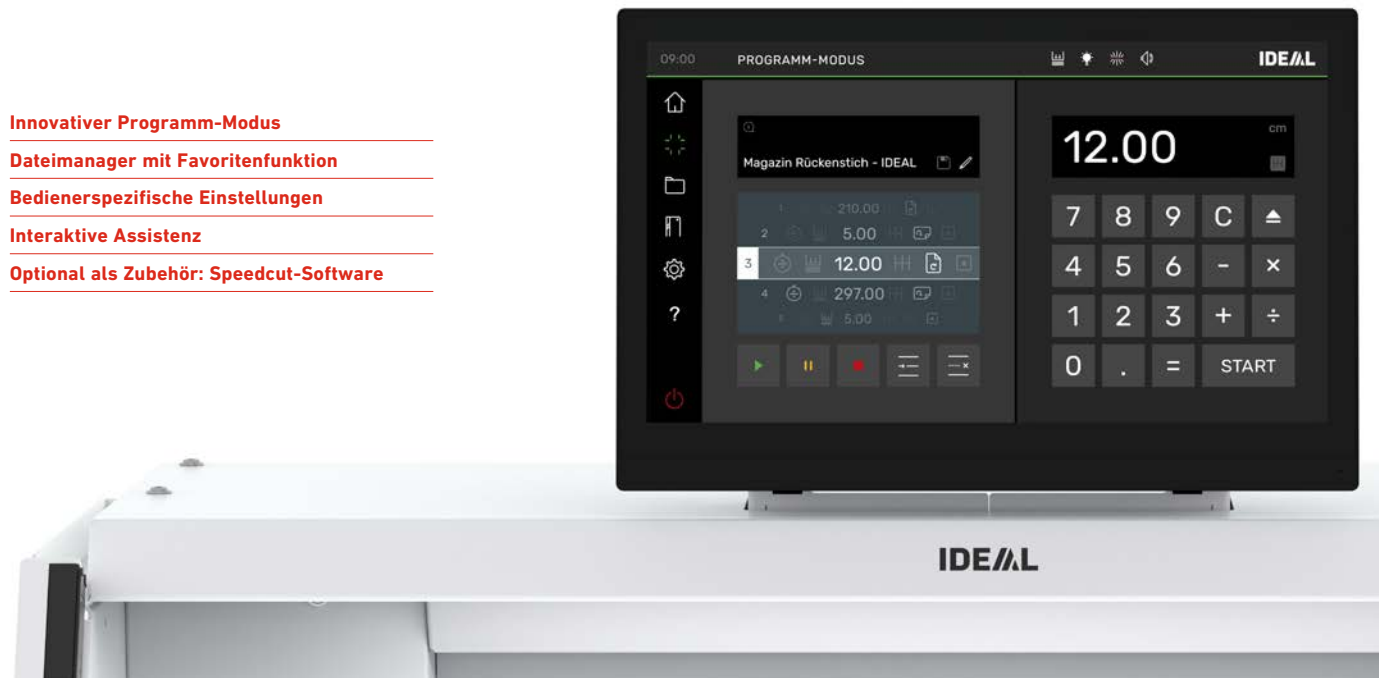 Innovativer Programm-Modus
Dateimanager mit Favoritenfunktion
Bedienerspezifische Einstellungen
Interaktive Assistenz
Optional als Zubehör: Speedcut-Software
09:00 PROGRAMM-MODUS IDEAL
Magazin Rückenstich - IDEAL
1 210.00
2 5.00
3 12.00
4 297.00
5 5.00
12.00 cm
7 8 9 C
4 5 6 - ×
1 2 3 + ÷
0 . = START
?
IDEAL